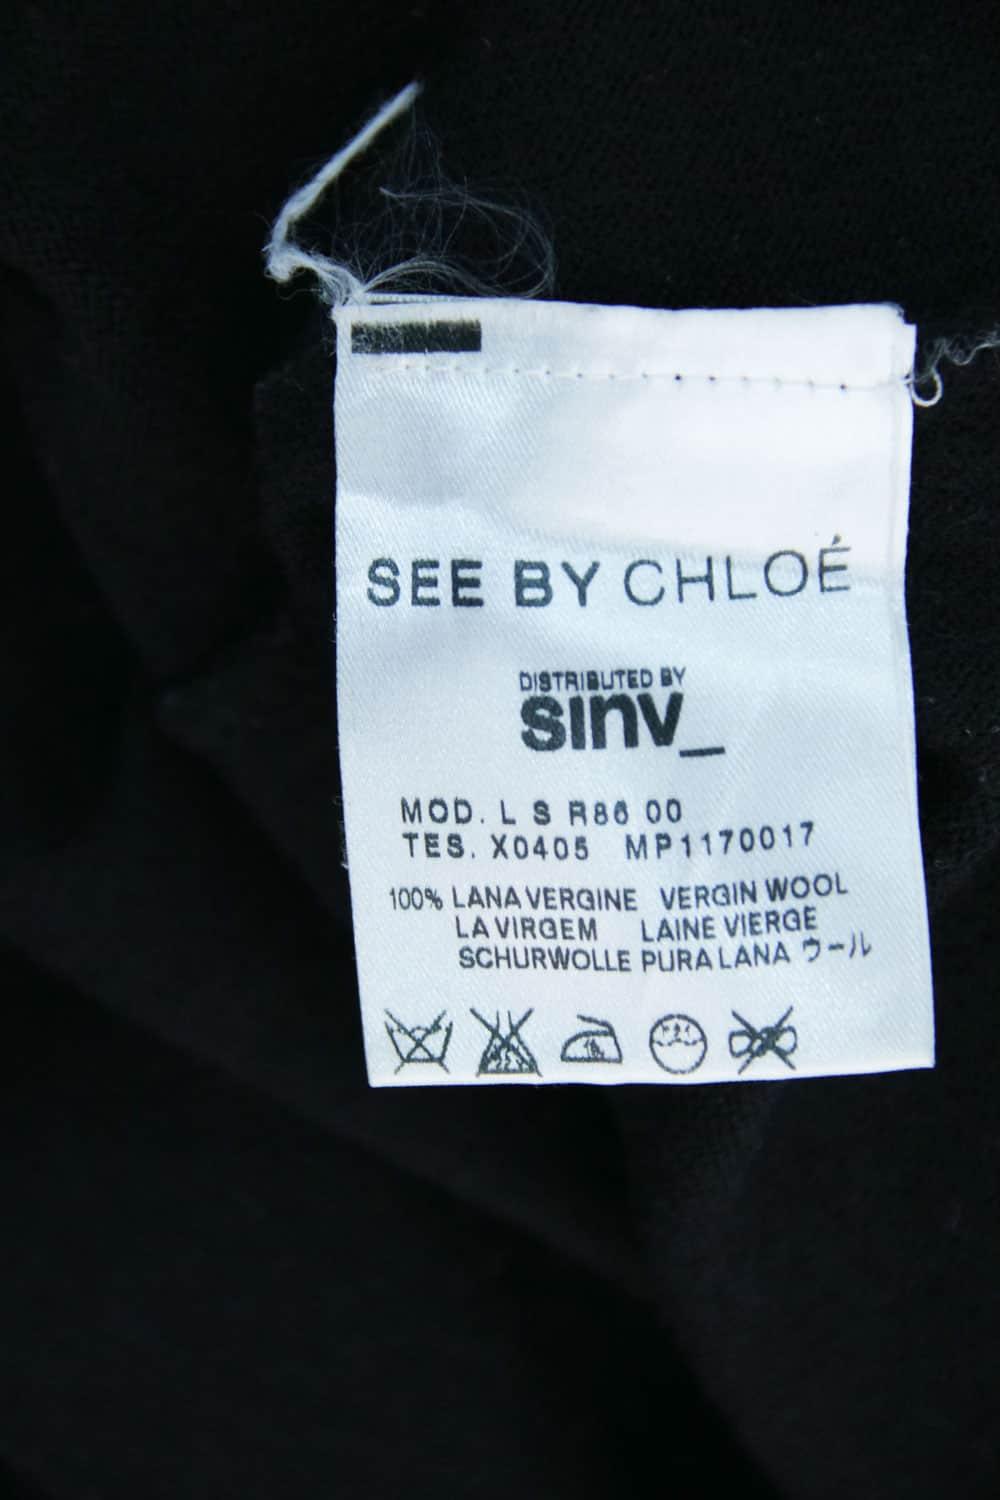 SEE BY CHLOÉ
DISTRIBUTED BY
sinv_
MOD. L S R86 00
TES. X0405 MP1170017
100% LANA VERGINE VERGIN WOOL
LA VIRGEM LAINE VIERGE
SCHURWOLLE PURA LANA ウール